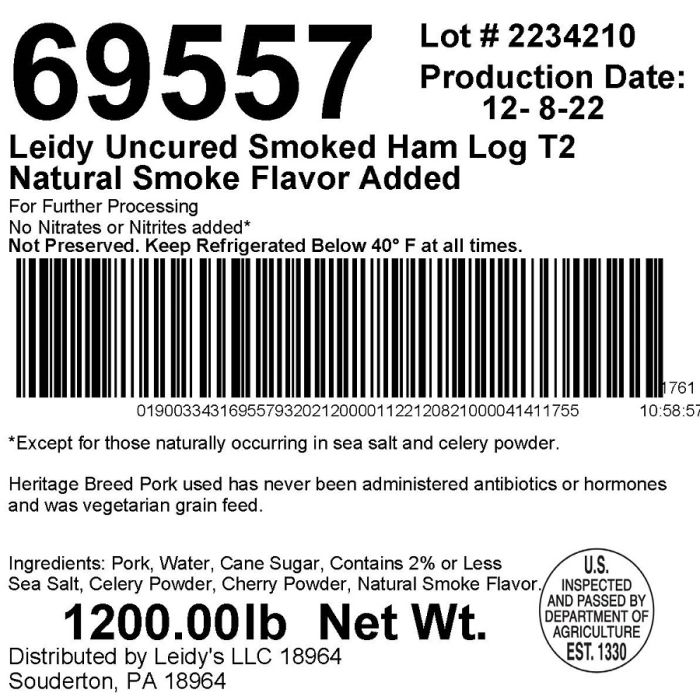 69557
Lot # 2234210
Production Date:
12- 8-22
Leidy Uncured Smoked Ham Log T2
Natural Smoke Flavor Added
For Further Processing
No Nitrates or Nitrites added*
Not Preserved. Keep Refrigerated Below 40° F at all times.
1761
019003343169557932021200001122120821000041411755
10:58:57
*Except for those naturally occurring in sea salt and celery powder.
Heritage Breed Pork used has never been administered antibiotics or hormones
and was vegetarian grain feed.
Ingredients: Pork, Water, Cane Sugar, Contains 2% or Less
Sea Salt, Celery Powder, Cherry Powder, Natural Smoke Flavor.
1200.00lb Net Wt.
Distributed by Leidy's LLC 18964
Souderton, PA 18964
U.S.
INSPECTED
AND PASSED BY
DEPARTMENT OF
AGRICULTURE
EST. 1330